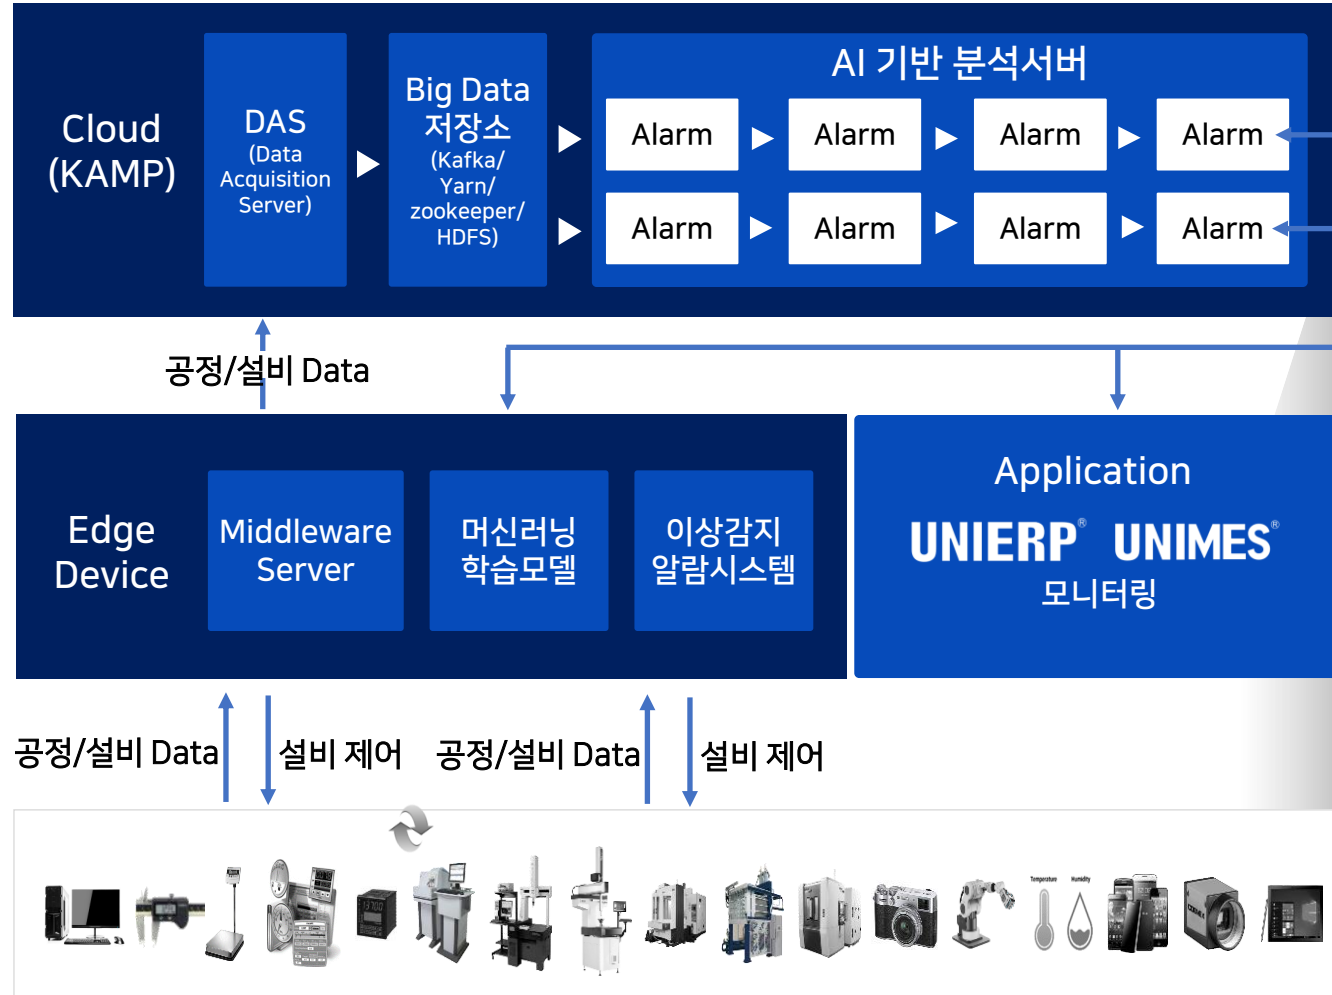 Cloud
(KAMP)
DAS
(Data
Acquisition
Server)
Big Data
저장소
(Kafka/
Yarn/
zookeeper/
HDFS)
AI 기반 분석서버
Alarm
Alarm
Alarm
Alarm
Alarm
Alarm
Alarm
Alarm
공정/설비 Data
Edge
Device
Middleware
Server
머신러닝
학습모델
이상감지
알람시스템
Application
UNIERP® UNIMES®
모니터링
공정/설비 Data
설비 제어
공정/설비 Data
설비 제어
Temperature
Humidity